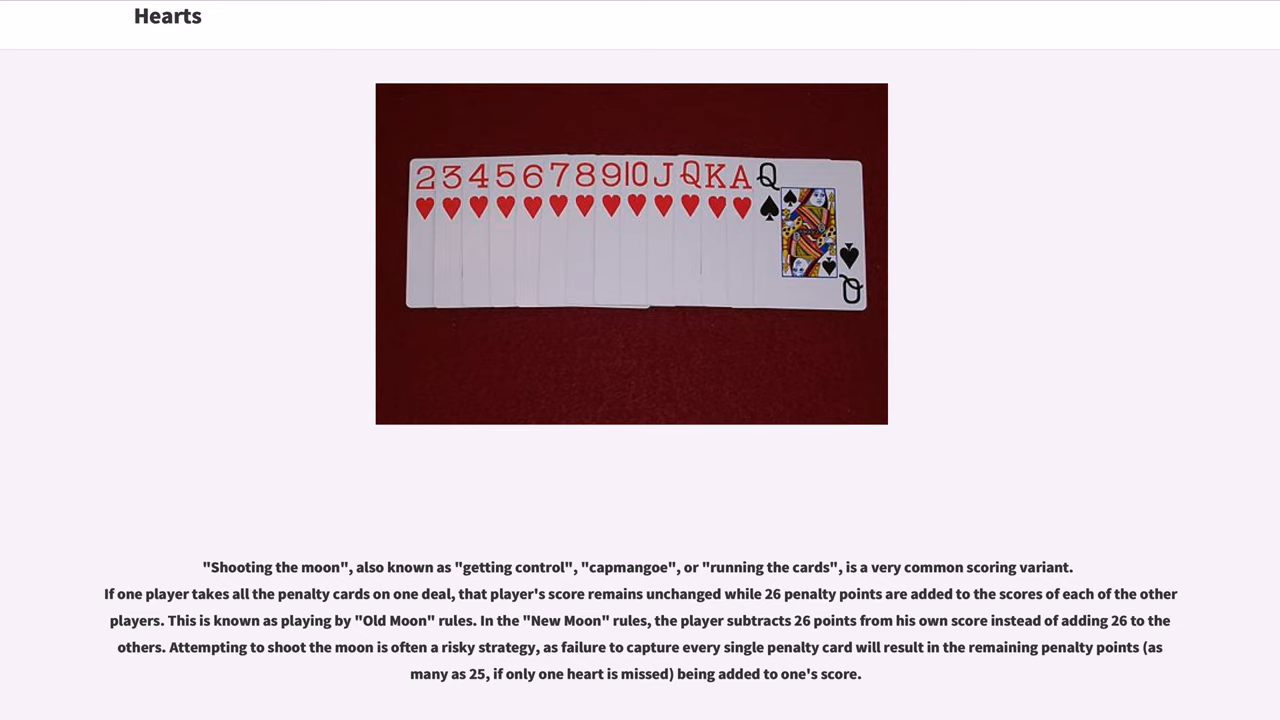 Hearts
2 3 4 5 6 7 8 9 10 J Q K A Q
Q
"Shooting the moon", also known as "getting control", "capmangoe", or "running the cards", is a very common scoring variant.
If one player takes all the penalty cards on one deal, that player's score remains unchanged while 26 penalty points are added to the scores of each of the other
players. This is known as playing by "Old Moon" rules. In the "New Moon" rules, the player subtracts 26 points from his own score instead of adding 26 to the
others. Attempting to shoot the moon is often a risky strategy, as failure to capture every single penalty card will result in the remaining penalty points (as
many as 25, if only one heart is missed) being added to one's score.